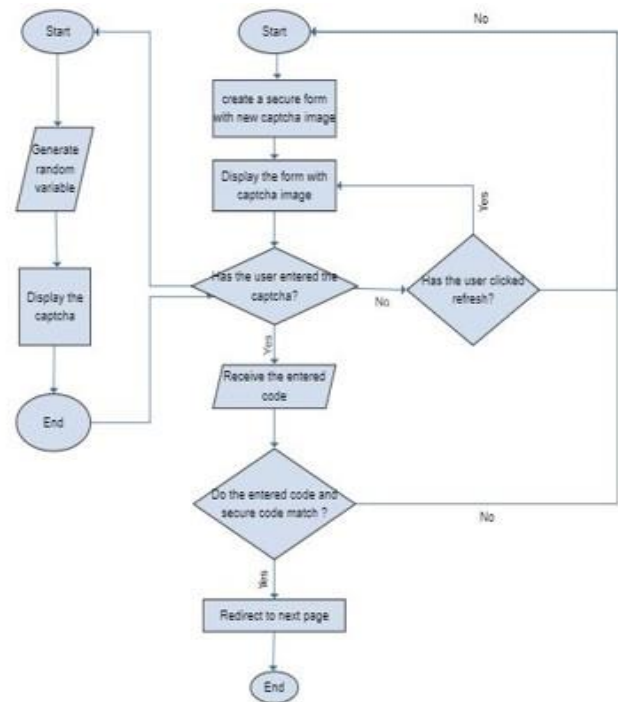 No
Start
Start
create a secure form
with new captcha image
Generate
random
variable
Display the form with
captcha image
Yes
Has the user entered the
captcha?
Has the user clicked
refresh?
No
Display the
captcha
Yes
Receive the entered
code
End
Do the entered code and
secure code match ?
No
Yes
Redirect to next page
End